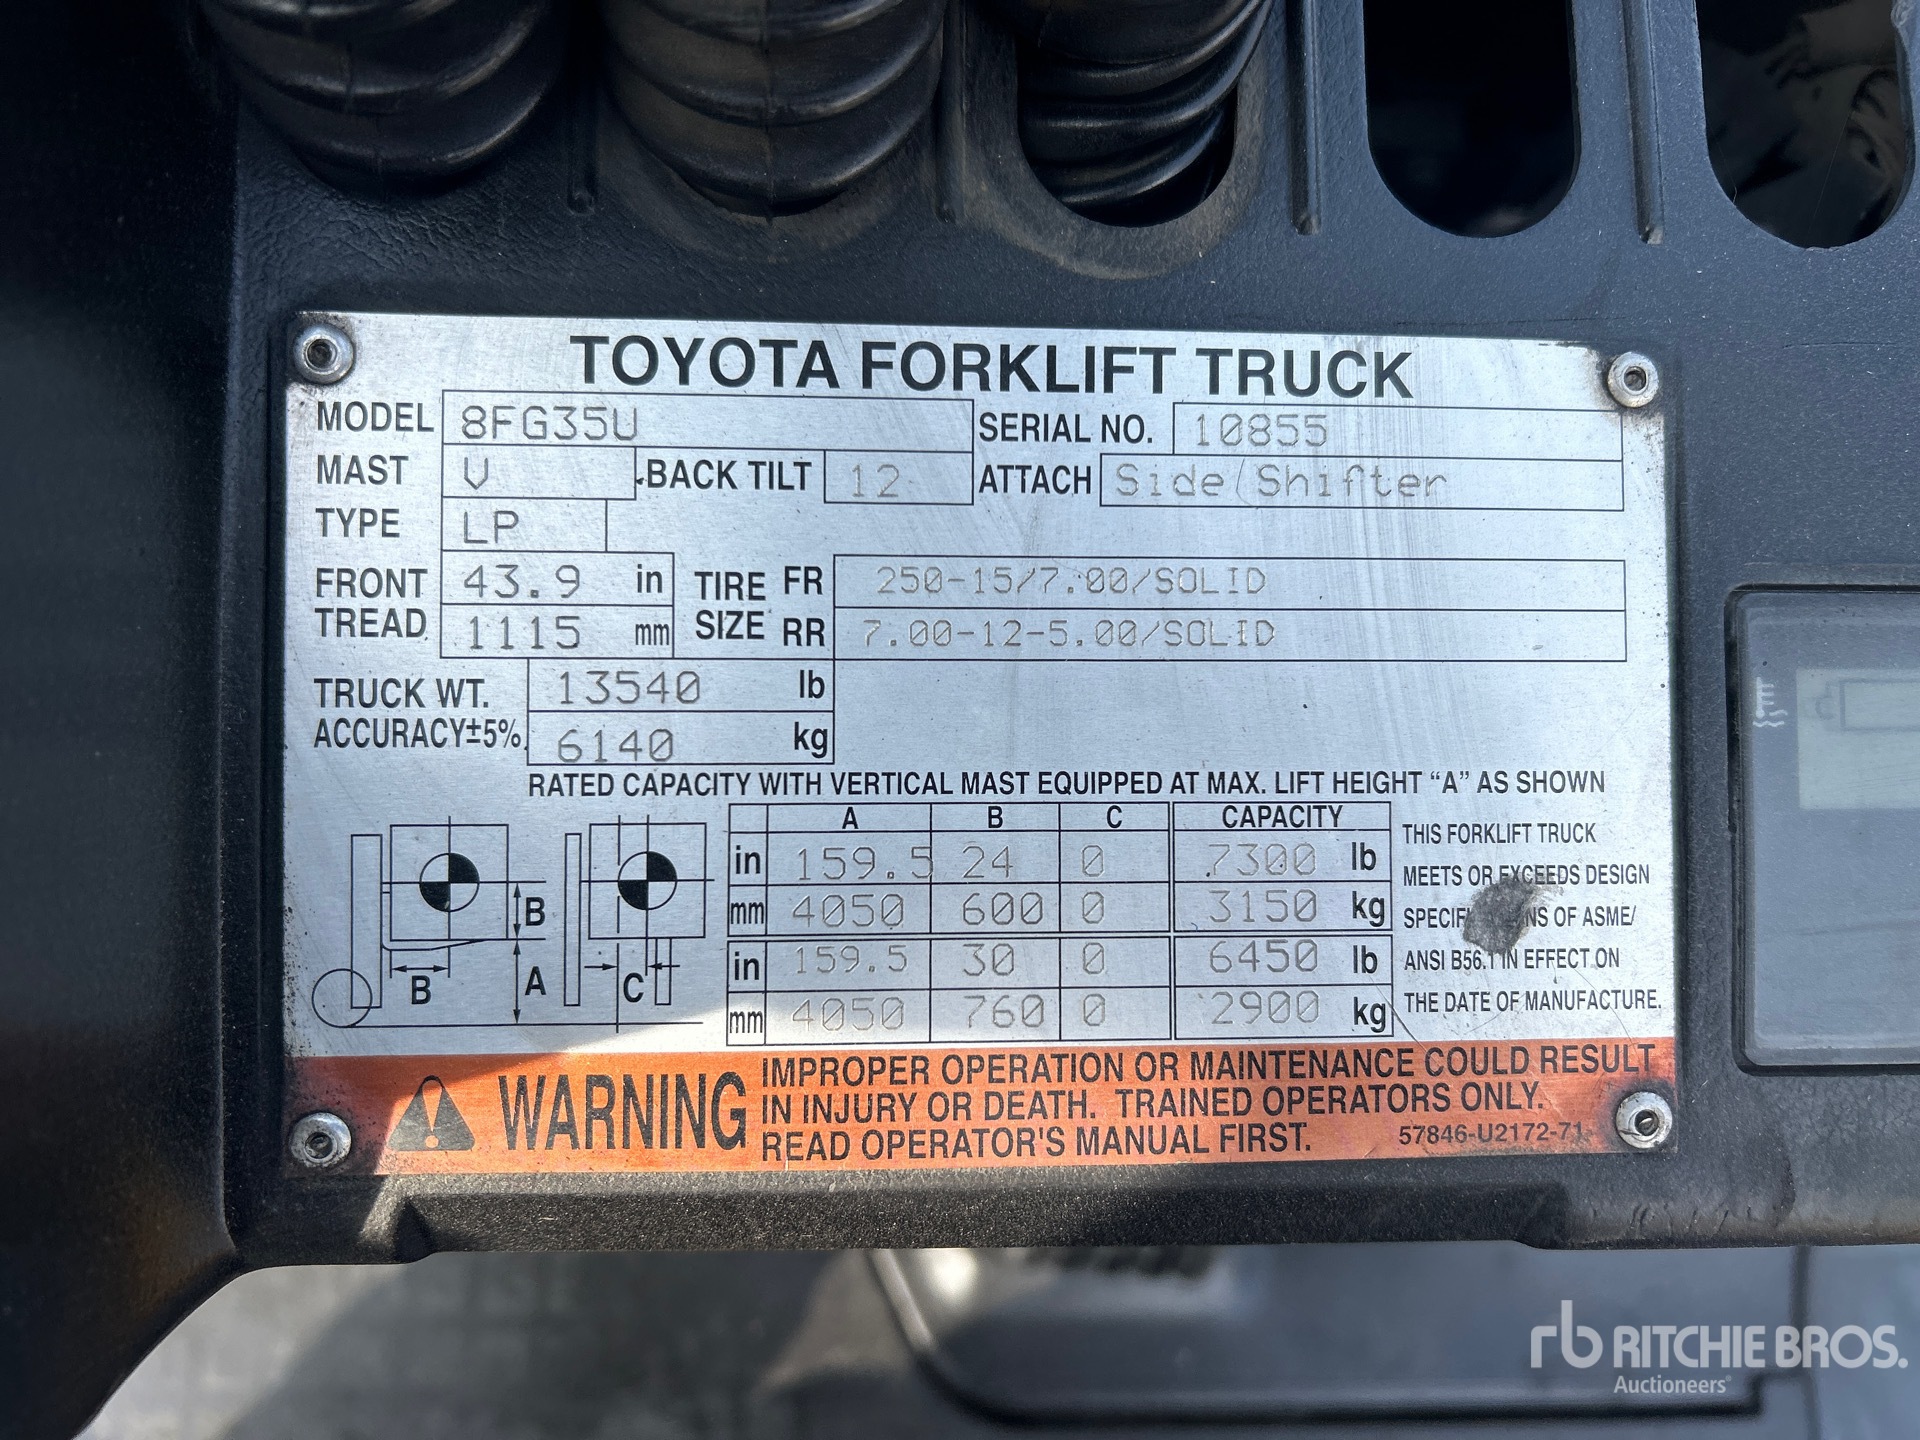 TOYOTA FORKLIFT TRUCK
MODEL 8FG35U SERIAL NO. 10855
MAST V BACK TILT 12 ATTACH Side/Shifter
TYPE LP
FRONT TREAD 43.9 in TIRE SIZE FR 250-15/7.00/SOLID
1115 mm RR 7.00-12-5.00/SOLID
TRUCK WT. 13540 lb
ACCURACY±5% 6140 kg
RATED CAPACITY WITH VERTICAL MAST EQUIPPED AT MAX. LIFT HEIGHT "A" AS SHOWN
A B C CAPACITY
in 159.5 24 0 7300 lb
mm 4050 600 0 3150 kg
in 159.5 30 0 6450 lb
mm 4050 760 0 2900 kg
B
B
A
C
THIS FORKLIFT TRUCK
MEETS OR EXCEEDS DESIGN
OF ASME/
ANSI B56.1 IN EFFECT ON
THE DATE OF MANUFACTURE.
WARNING
IMPROPER OPERATION OR MAINTENANCE COULD RESULT
IN INJURY OR DEATH. TRAINED OPERATORS ONLY.
READ OPERATOR'S MANUAL FIRST. 57846-U2172-71
rb RITCHIE BROS.
Auctioneers